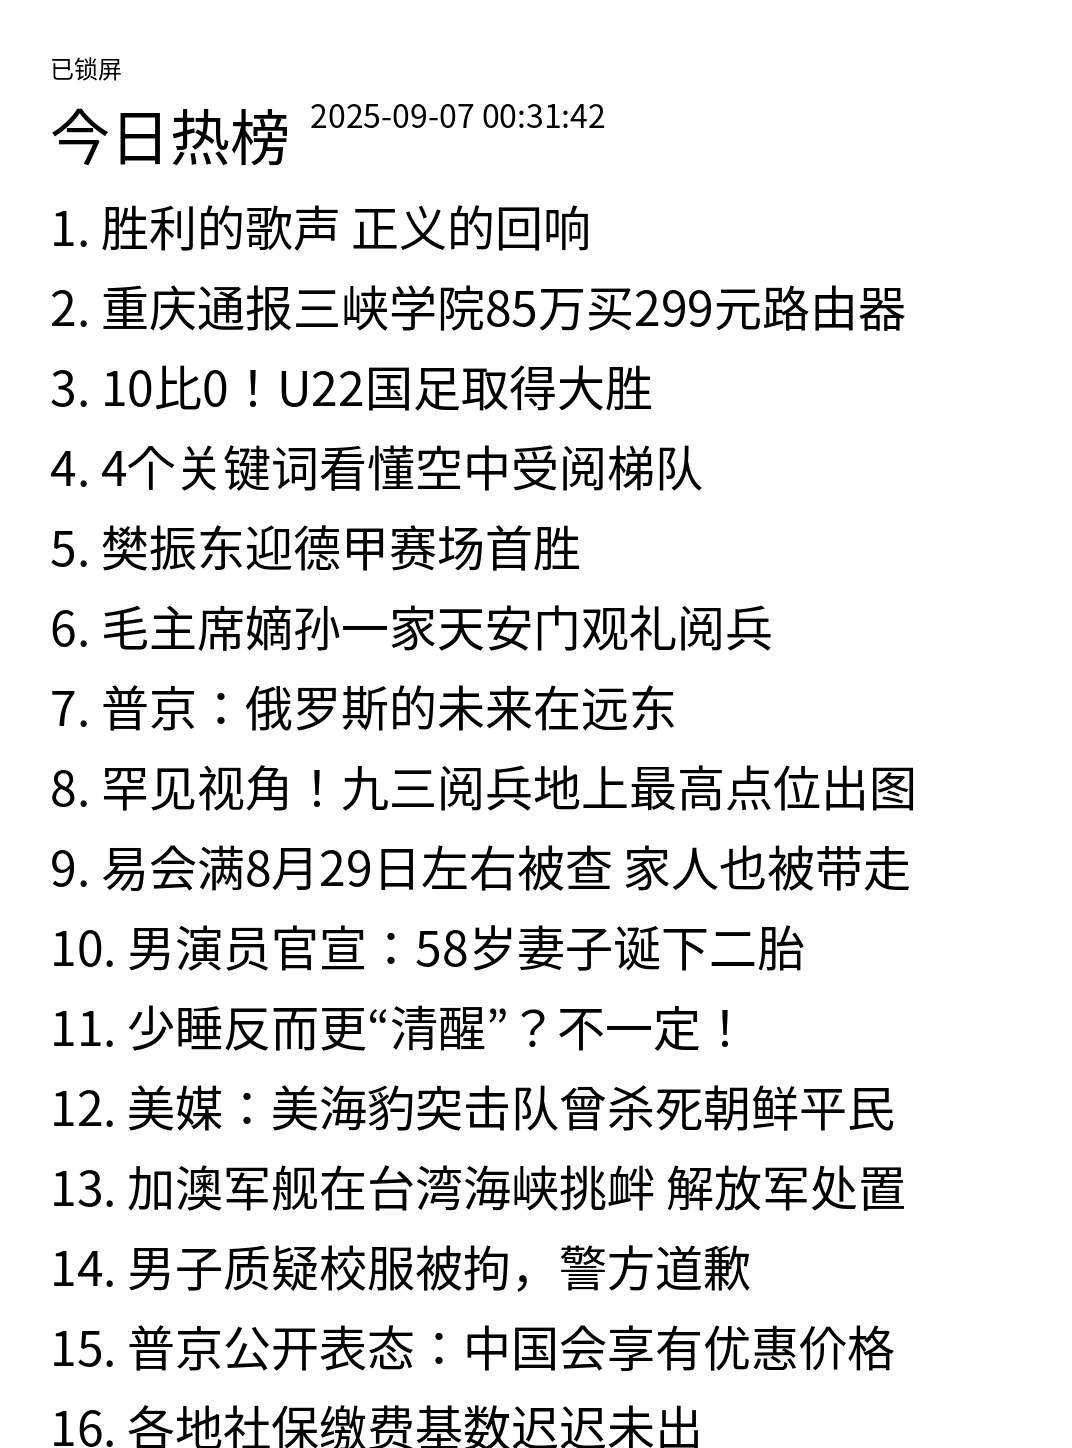 已锁屏
今日热榜 2025-09-07 00:31:42
1. 胜利的歌声 正义的回响
2. 重庆通报三峡学院85万买299元路由器
3. 10比0！U22国足取得大胜
4. 4个关键词看懂空中受阅梯队
5. 樊振东迎德甲赛场首胜
6. 毛主席嫡孙一家天安门观礼阅兵
7. 普京：俄罗斯的未来在远东
8. 罕见视角！九三阅兵地上最高点位出图
9. 易会满8月29日左右被查 家人也被带走
10. 男演员官宣：58岁妻子诞下二胎
11. 少睡反而更“清醒”？不一定！
12. 美媒：美海豹突击队曾杀死朝鲜平民
13. 加澳军舰在台湾海峡挑衅 解放军处置
14. 男子质疑校服被拘，警方道歉
15. 普京公开表态：中国会享有优惠价格
16. 各地社保缴费基数迟迟未出